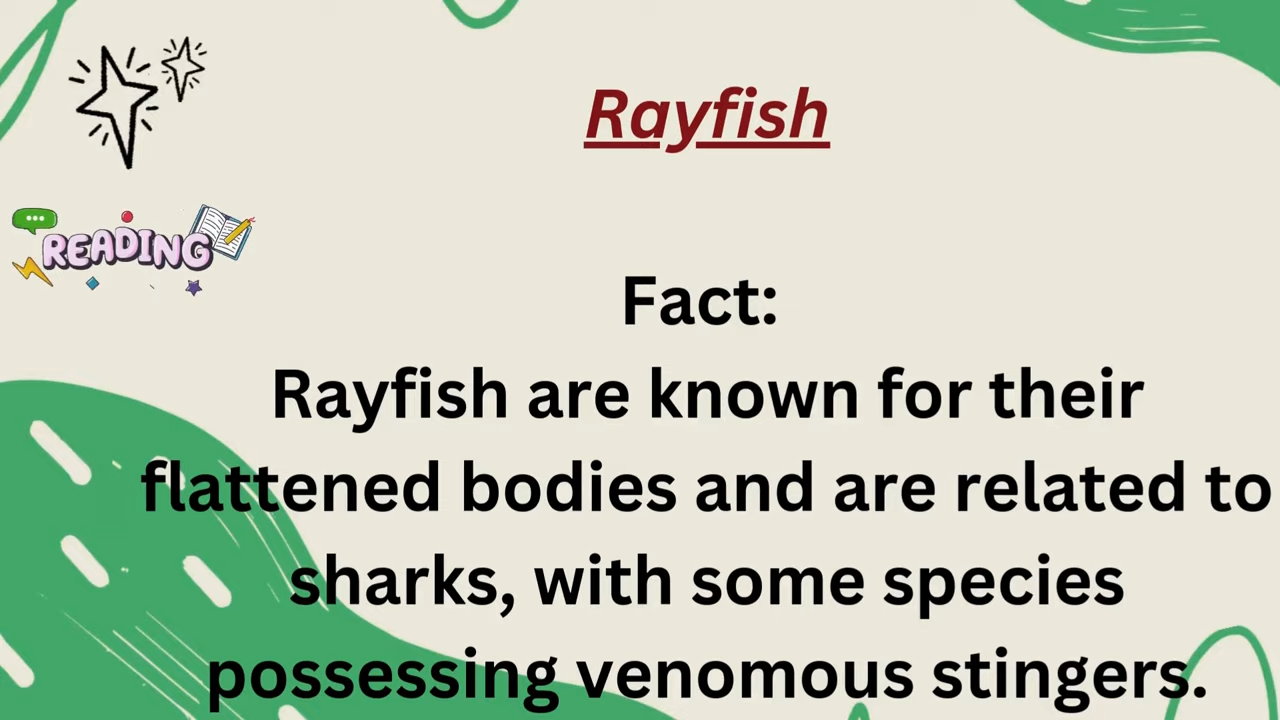 Rayfish
READING
Fact:
Rayfish are known for their
flattened bodies and are related to
sharks, with some species
possessing venomous stingers.